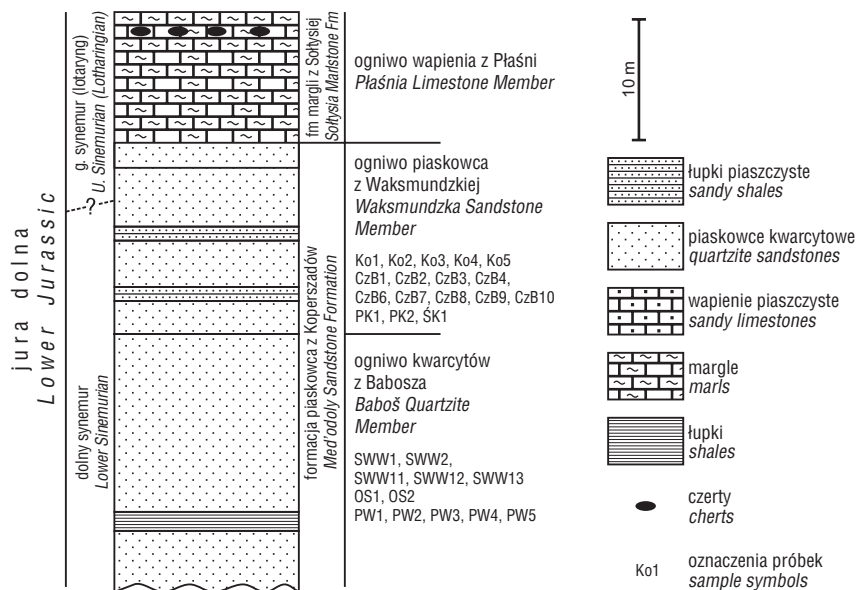 jura dolna
Lower Jurassic
g. synemur (lotaryng)
U. Sinemurian (Lotharingian)
?
dolny synemur
Lower Sinemurian
fm margli z Sołtysiej
Sołtysia Marlstone Fm
formacja piaskowca z Koperszadów
Med'odoly Sandstone Formation
ogniwo wapienia z Płaśni
Płaśnia Limestone Member
ogniwo piaskowca
z Waksmundzkiej
Waksmundzka Sandstone
Member
Ko1, Ko2, Ko3, Ko4, Ko5
CzB1, CzB2, CzB3, CzB4,
CzB6, CzB7, CzB8, CzB9, CzB10
PK1, PK2, ŚK1
ogniwo kwarcytów
z Babosza
Baboš Quartzite
Member
SWW1, SWW2,
SWW11, SWW12, SWW13
OS1, OS2
PW1, PW2, PW3, PW4, PW5
10 m
łupki piaszczyste
sandy shales
piaskowce kwarcytowe
quartzite sandstones
wapienie piaszczyste
sandy limestones
margle
marls
łupki
shales
czerty
cherts
Ko1
oznaczenia próbek
sample symbols